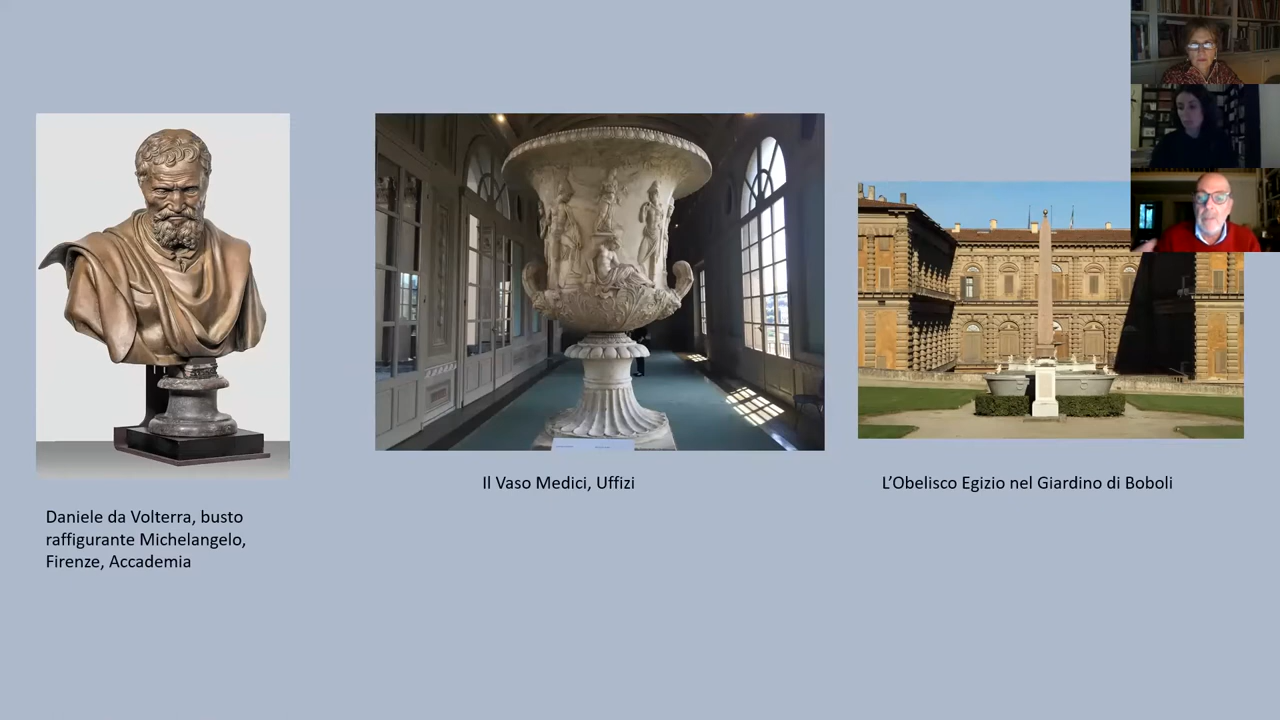 Daniele da Volterra, busto
raffigurante Michelangelo,
Firenze, Accademia
Il Vaso Medici, Uffizi
L’Obelisco Egizio nel Giardino di Boboli